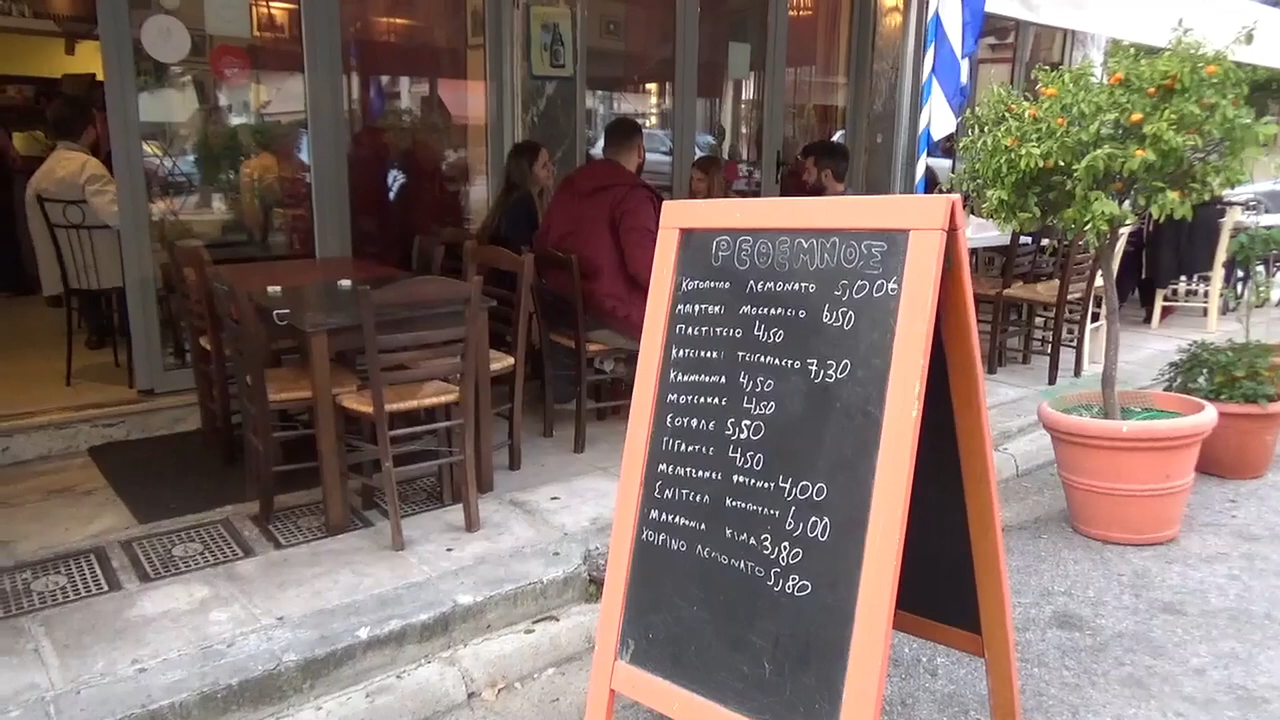 ΡΕΘΕΜΝΟΣ
ΚΟΤΟΠΟΥΛΟ ΛΕΜΟΝΑΤΟ 5,00€
ΜΠΙΦΤΕΚΙ ΜΟΣΧΑΡΙΣΙΟ 6,50
ΠΑΣΤΙΤΣΙΟ 4,50
ΚΑΤΣΙΚΑΚΙ ΤΣΙΓΑΡΙΑΣΤΟ 7,30
ΚΑΝΝΕΛΟΝΙΑ 4,50
ΜΟΥΣΑΚΑΣ 4,50
ΣΟΥΦΛΕ 5,50
ΓΙΓΑΝΤΕΣ 4,50
ΜΕΛΙΤΖΑΝΕΣ ΦΟΥΡΝΟΥ 4,00
ΣΝΙΤΣΕΛ ΚΟΤΟΠΟΥΛΟΥ 6,00
ΜΑΚΑΡΟΝΙΑ ΚΙΜΑ 3,80
ΧΟΙΡΙΝΟ ΛΕΜΟΝΑΤΟ 5,80